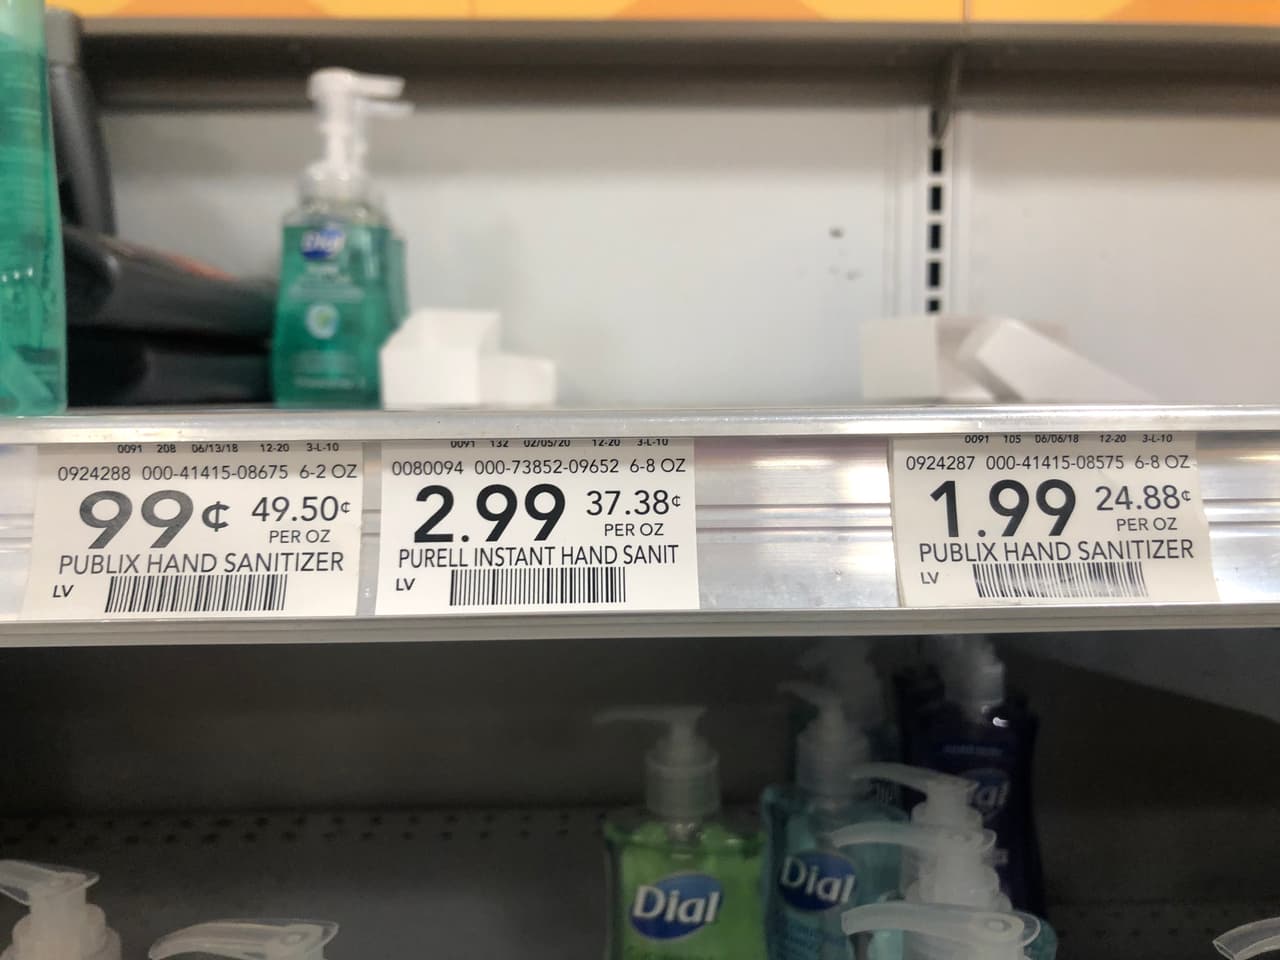 Dial
0091 208 06/13/18 12-20 3-L-10
0924288 000-41415-08675 6-2 OZ
99¢ 49.50¢
PER OZ
PUBLIX HAND SANITIZER
LV
0091 132 02/05/20 12-20 3-L-10
0080094 000-73852-09652 6-8 OZ
2.99 37.38¢
PER OZ
PURELL INSTANT HAND SANIT
LV
0091 105 06/06/18 12-20 3-L-10
0924287 000-41415-08575 6-8 OZ
1.99 24.88¢
PER OZ
PUBLIX HAND SANITIZER
LV
Dial
Dial
Dial